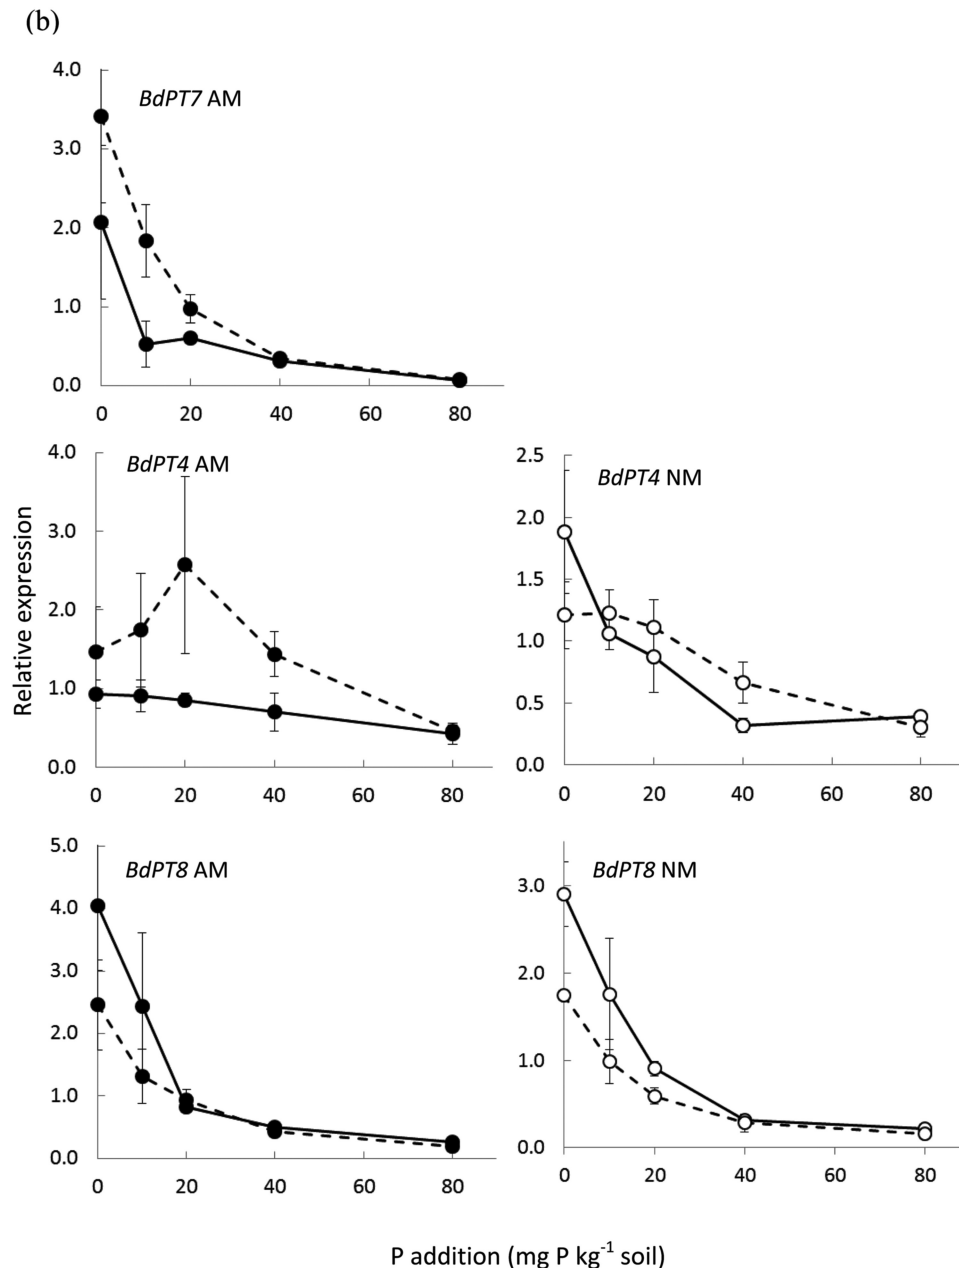 (b)
BdPT7 AM
4.0
3.0
2.0
1.0
0.0
0 20 40 60 80
Relative expression
BdPT4 AM
4.0
3.0
2.0
1.0
0.0
0 20 40 60 80
BdPT4 NM
2.5
2.0
1.5
1.0
0.5
0.0
0 20 40 60 80
BdPT8 AM
5.0
4.0
3.0
2.0
1.0
0.0
0 20 40 60 80
BdPT8 NM
3.0
2.0
1.0
0.0
0 20 40 60 80
P addition (mg P kg⁻¹ soil)